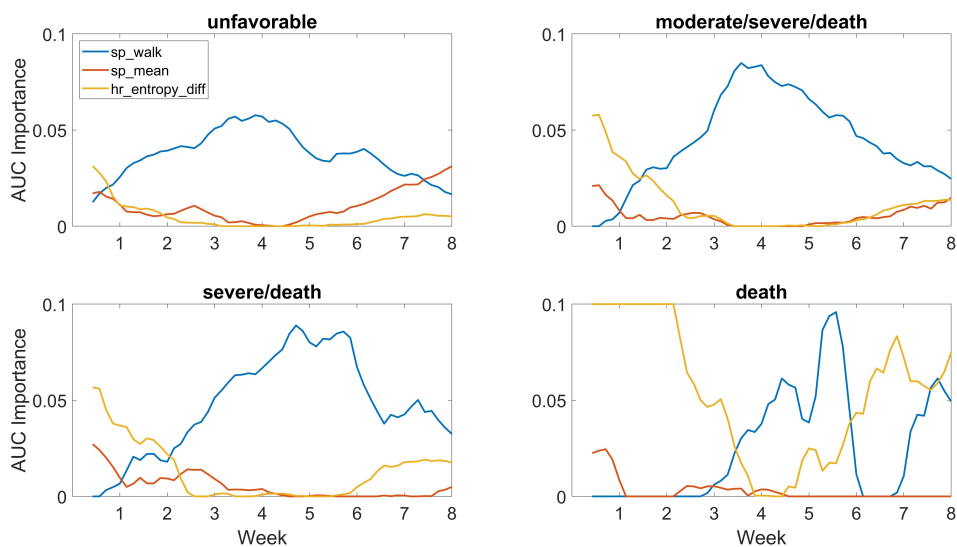 unfavorable
moderate/severe/death
0.1
0.05
0
AUC Importance
sp_walk
sp_mean
hr_entropy_diff
1 2 3 4 5 6 7 8
0.1
0.05
0
1 2 3 4 5 6 7 8
severe/death
death
0.1
0.05
0
AUC Importance
1 2 3 4 5 6 7 8
Week
0.1
0.05
0
1 2 3 4 5 6 7 8
Week